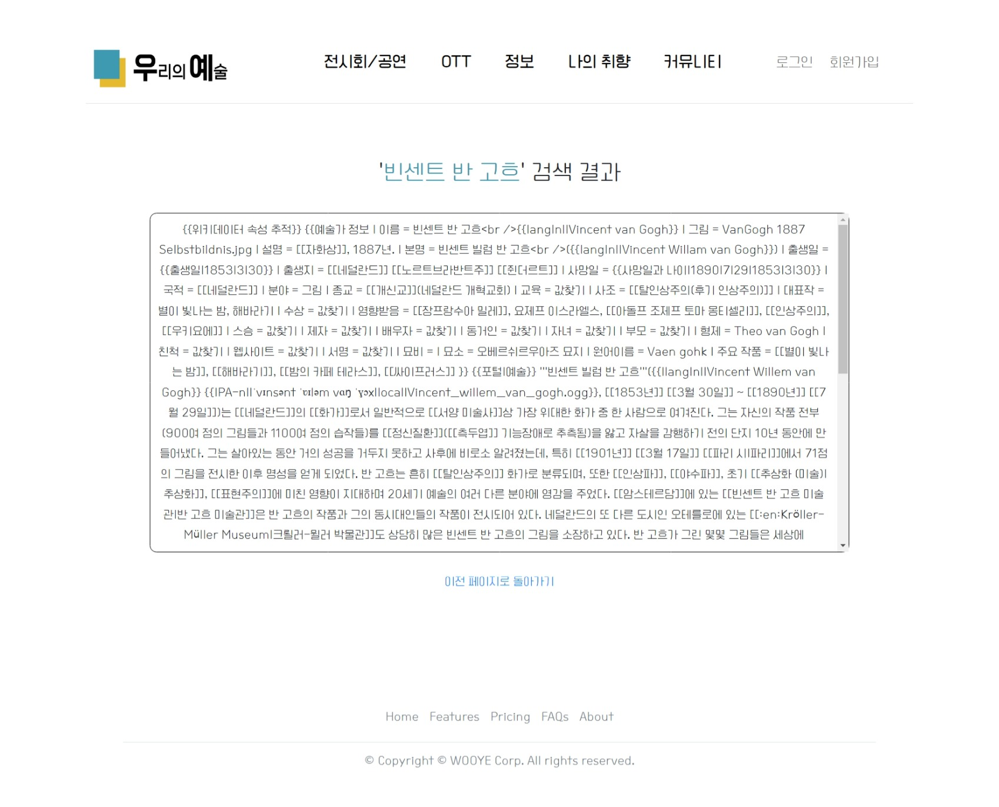 우리의 예술
전시회/공연 OTT 정보 나의 취향 커뮤니티 로그인 회원가입
'빈센트 반 고흐' 검색 결과
{{위키데이터 속성 추적}} {{예술가 정보 | 이름 = 빈센트 반 고흐<br />{{lang|nl|Vincent van Gogh}} | 그림 = VanGogh 1887
Selbstbildnis.jpg | 설명 = [[자화상]], 1887년. | 본명 = 빈센트 빌럼 반 고흐<br />({{lang|nl|Vincent Willam van Gogh}}) | 출생일 =
{{출생일|1853|3|30}} | 출생지 = [[네덜란드]] [[노르트브라반트주]] [[쥔더르트]] | 사망일 = {{사망일과 나이|1890|7|29|1853|3|30}} |
국적 = [[네덜란드]] | 분야 = 그림 | 종교 = [[개신교]](네덜란드 개혁교회) | 교육 = 값찾기 | 사조 = [[탈인상주의(후기 인상주의)]] | 대표작 =
별이 빛나는 밤, 해바라기 | 수상 = 값찾기 | 영향받음 = [[장프랑수아 밀레]], 요제프 이스라엘스, [[아돌프 조제프 토마 몽티셀리]], [[인상주의]],
[[우키요에]] | 스승 = 값찾기 | 제자 = 값찾기 | 배우자 = 값찾기 | 동거인 = 값찾기 | 자녀 = 값찾기 | 부모 = 값찾기 | 형제 = Theo van Gogh |
친척 = 값찾기 | 웹사이트 = 값찾기 | 서명 = 값찾기 | 묘비 = | 묘소 = 오베르쉬르우아즈 묘지 | 원어이름 = Vaen gohk | 주요 작품 = [[별이 빛나
는 밤]], [[해바라기]], [[밤의 카페 테라스]], [[싸이프러스]] }} {{포털|예술}} '''빈센트 빌럼 반 고흐'''({{llang|nl|Vincent Willem van
Gogh}} {{IPA-nl|ˈvɪnsənt ˈʋɪləm vɑŋ ˈɣɔx|local|Vincent_willem_van_gogh.ogg}}, [[1853년]] [[3월 30일]] ~ [[1890년]] [[7
월 29일]])는 [[네덜란드]]의 [[화가]]로서 일반적으로 [[서양 미술사]]상 가장 위대한 화가 중 한 사람으로 여겨진다. 그는 자신의 작품 전부
(900여 점의 그림들과 1100여 점의 습작들)를 [[정신질환]]([[측두엽]] 기능장애로 추측됨)을 앓고 자살을 감행하기 전의 단지 10년 동안에 만
들어냈다. 그는 살아있는 동안 거의 성공을 거두지 못하고 사후에 비로소 알려졌는데, 특히 [[1901년]] [[3월 17일]] [[파리 시|파리]]에서 71점
의 그림을 전시한 이후 명성을 얻게 되었다. 반 고흐는 흔히 [[탈인상주의]] 화가로 분류되며, 또한 [[인상파]], [[야수파]], 초기 [[추상화 (미술)|
추상화]], [[표현주의]]에 미친 영향이 지대하며 20세기 예술의 여러 다른 분야에 영감을 주었다. [[암스테르담]]에 있는 [[빈센트 반 고흐 미술
관|반 고흐 미술관]]은 반 고흐의 작품과 그의 동시대인들의 작품이 전시되어 있다. 네덜란드의 또 다른 도시인 오테를로에 있는 [[:en:Kröller-
Müller Museum|크뢸러-뮐러 박물관]]도 상당히 많은 빈센트 반 고흐의 그림을 소장하고 있다. 반 고흐가 그린 몇몇 그림들은 세상에
이전 페이지로 돌아가기
Home Features Pricing FAQs About
© Copyright © WOOYE Corp. All rights reserved.